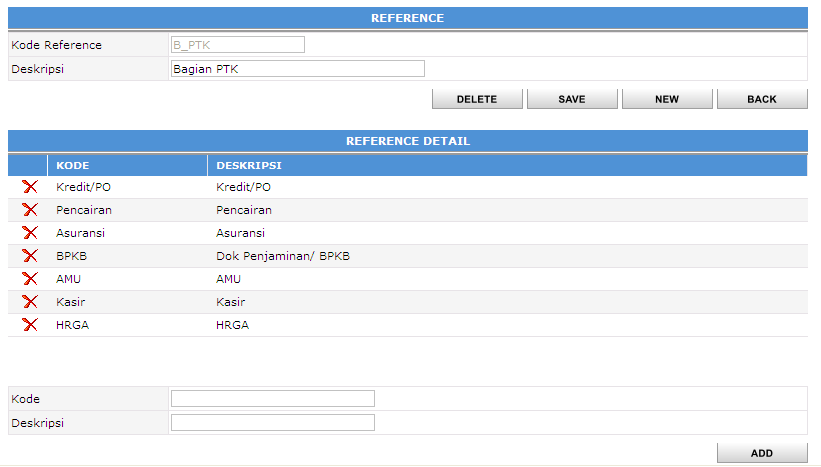 REFERENCE
Kode Reference B_PTK
Deskripsi Bagian PTK
DELETE SAVE NEW BACK
REFERENCE DETAIL
KODE DESKRIPSI
Kredit/PO Kredit/PO
Pencairan Pencairan
Asuransi Asuransi
BPKB Dok Penjaminan/ BPKB
AMU AMU
Kasir Kasir
HRGA HRGA
Kode
Deskripsi
ADD